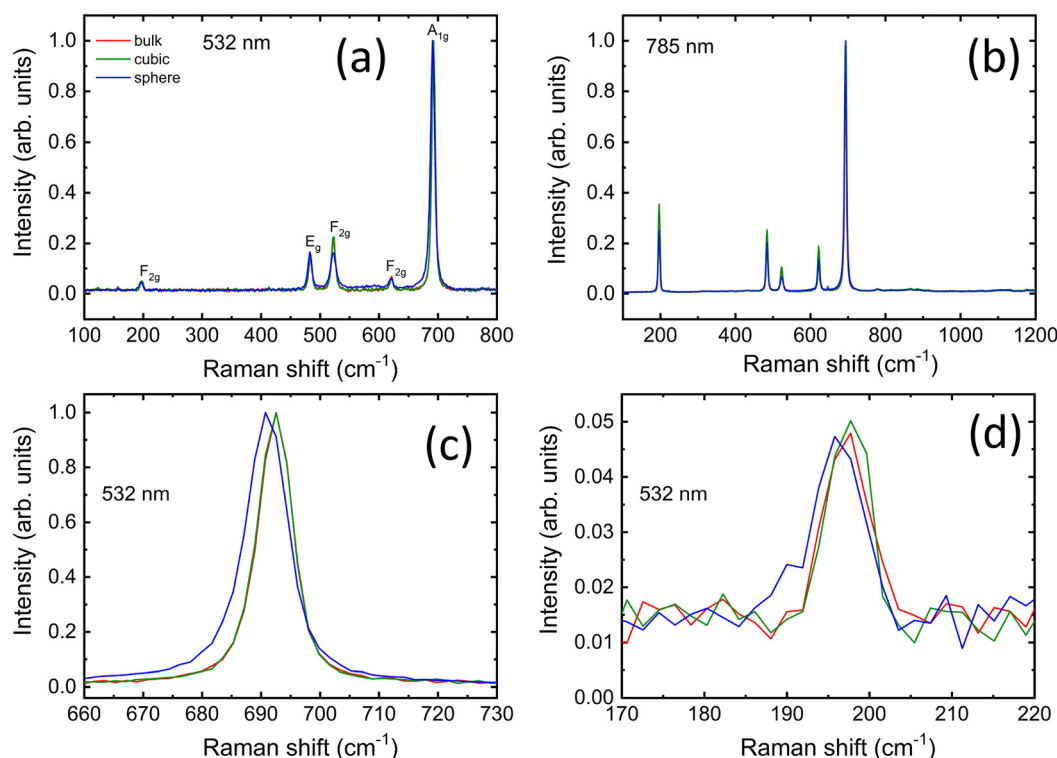 1.0
0.8
0.6
0.4
0.2
0.0
Intensity (arb. units)
bulk
cubic
sphere
532 nm
(a)
A1g
F2g
Eg
F2g
F2g
100 200 300 400 500 600 700 800
Raman shift (cm-1)
1.0
0.8
0.6
0.4
0.2
0.0
Intensity (arb. units)
785 nm
(b)
200 400 600 800 1000 1200
Raman shift (cm-1)
1.0
0.8
0.6
0.4
0.2
0.0
Intensity (arb. units)
532 nm
(c)
660 670 680 690 700 710 720 730
Raman shift (cm-1)
0.05
0.04
0.03
0.02
0.01
0.00
Intensity (arb. units)
532 nm
(d)
170 180 190 200 210 220
Raman shift (cm-1)